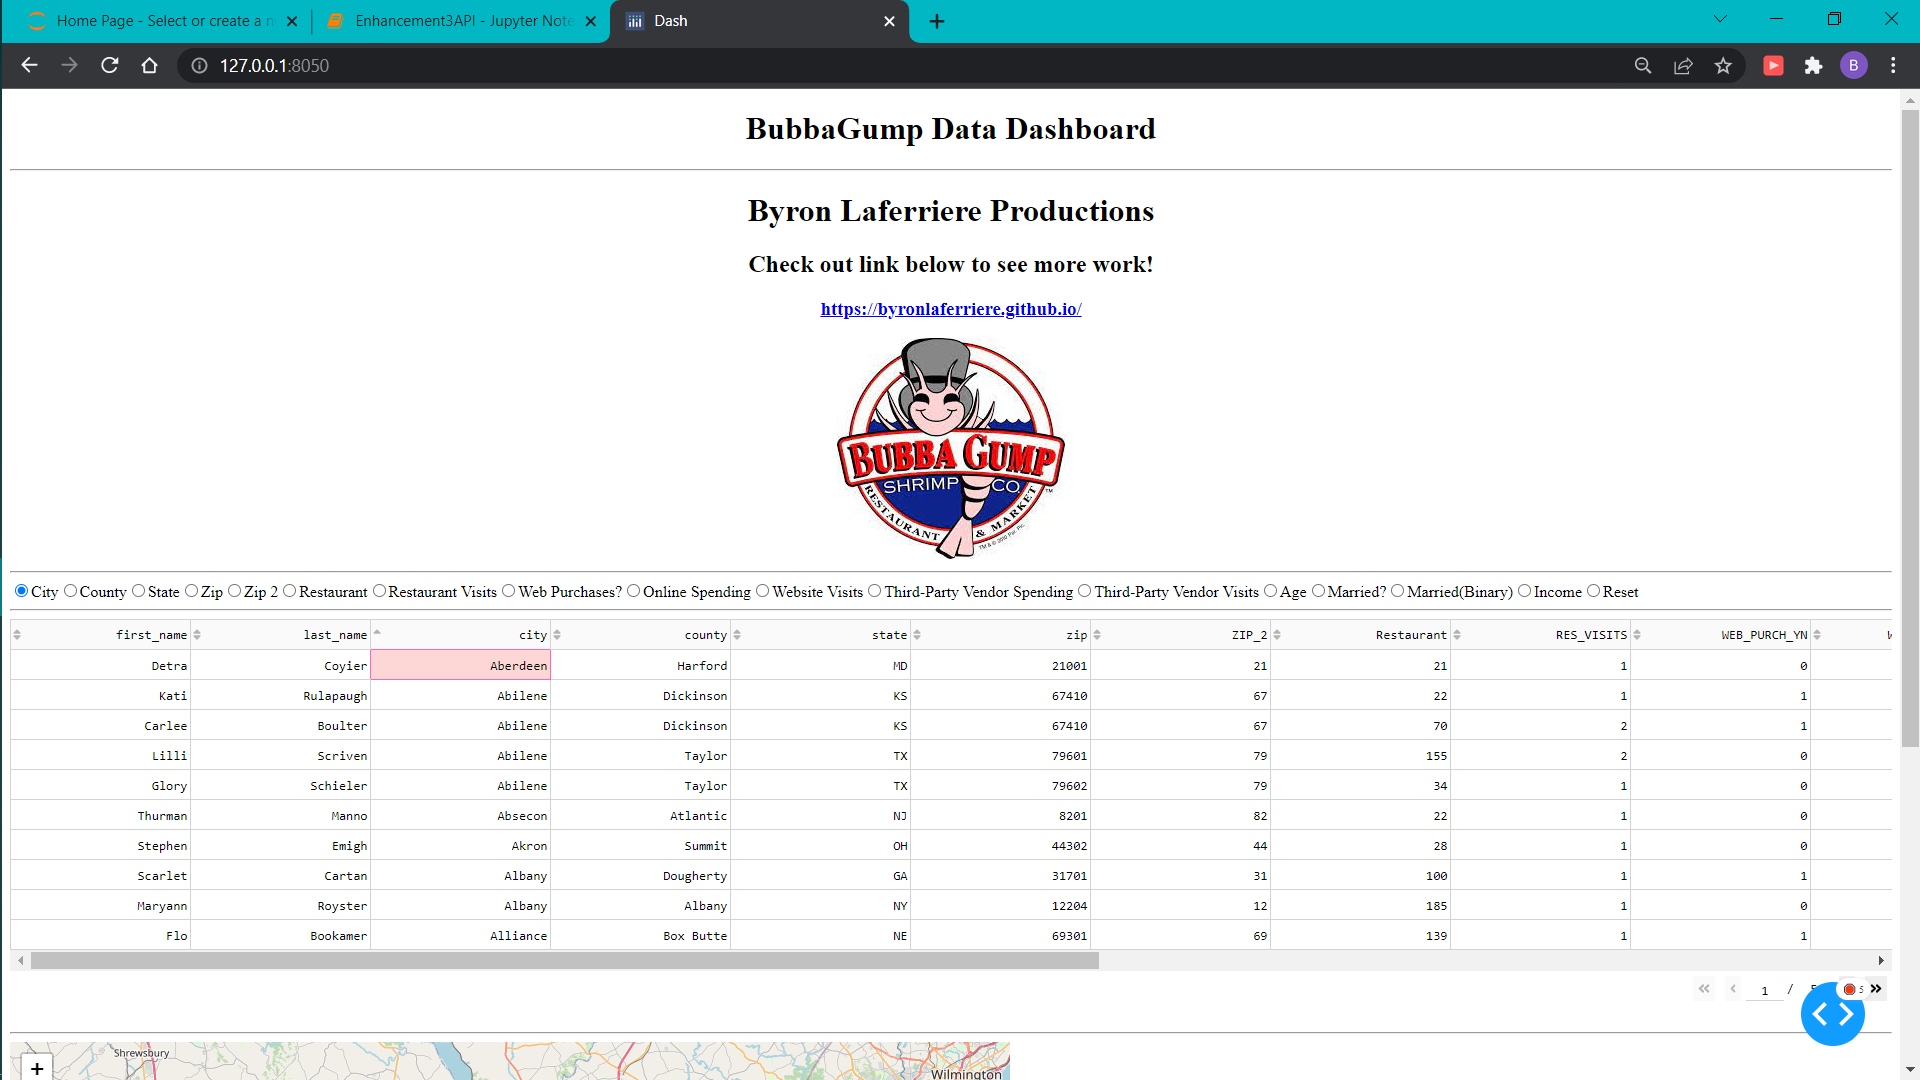 Home Page - Select or create a n
Enhancement3API - Jupyter Note
Dash
127.0.0.1:8050
B
BubbaGump Data Dashboard
Byron Laferriere Productions
Check out link below to see more work!
https://byronlaferriere.github.io/
BUBBA GUMP
SHRIMP CO.
™
RESTAURANT & MARKET
City County State Zip Zip 2 Restaurant Restaurant Visits Web Purchases? Online Spending Website Visits Third-Party Vendor Spending Third-Party Vendor Visits Age Married? Married(Binary) Income Reset
first_name last_name city county state zip ZIP_2 Restaurant RES_VISITS WEB_PURCH_YN
Detra Coyier Aberdeen Harford MD 21001 21 21 1 0
Kati Rulapaugh Abilene Dickinson KS 67410 67 22 1 1
Carlee Boulter Abilene Dickinson KS 67410 67 70 2 1
Lilli Scriven Abilene Taylor TX 79601 79 155 2 0
Glory Schieler Abilene Taylor TX 79602 79 34 1 0
Thurman Manno Absecon Atlantic NJ 8201 82 22 1 0
Stephen Emigh Akron Summit OH 44302 44 28 1 0
Scarlet Cartan Albany Dougherty GA 31701 31 100 1 1
Maryann Royster Albany Albany NY 12204 12 185 1 0
Flo Bookamer Alliance Box Butte NE 69301 69 139 1 1
« ‹ 1 / 5 »
Shrewsbury
+
Wilmington